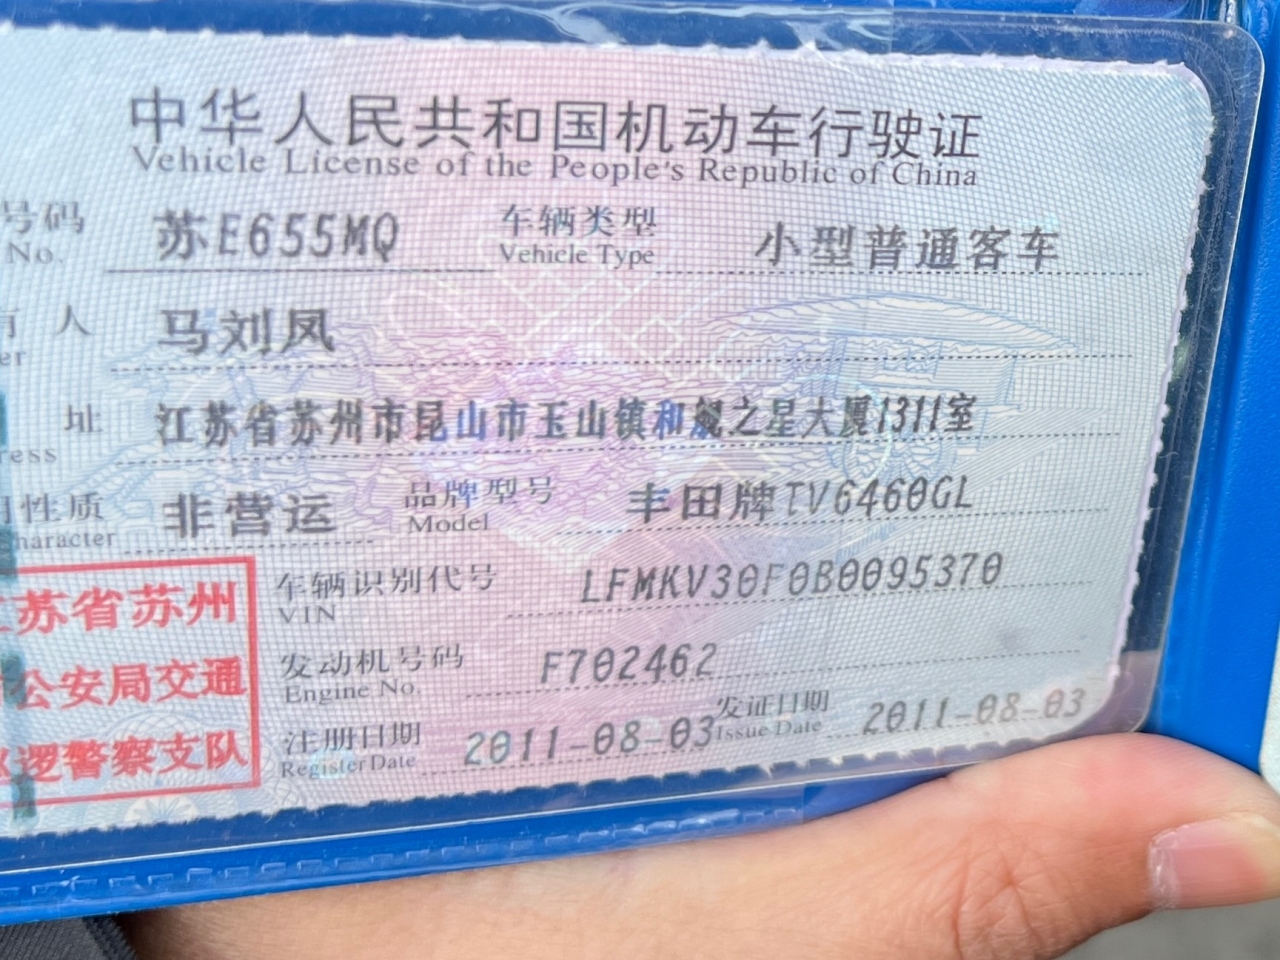 中华人民共和国机动车行驶证
Vehicle License of the People's Republic of China
号码 苏E655MQ 车辆类型 小型普通客车
No. Vehicle Type
人 马刘凤
er
址 江苏省苏州市昆山市玉山镇和舰之星大厦1311室
ress
性质 非营运 品牌型号 丰田牌TV6460GL
haracter Model
苏省苏州
公安局交通
逻警察支队
车辆识别代号 LFMKV30F0B0095370
VIN
发动机号码 F702462
Engine No.
注册日期 2011-08-03 发证日期 2011-08-03
Register Date Issue Date